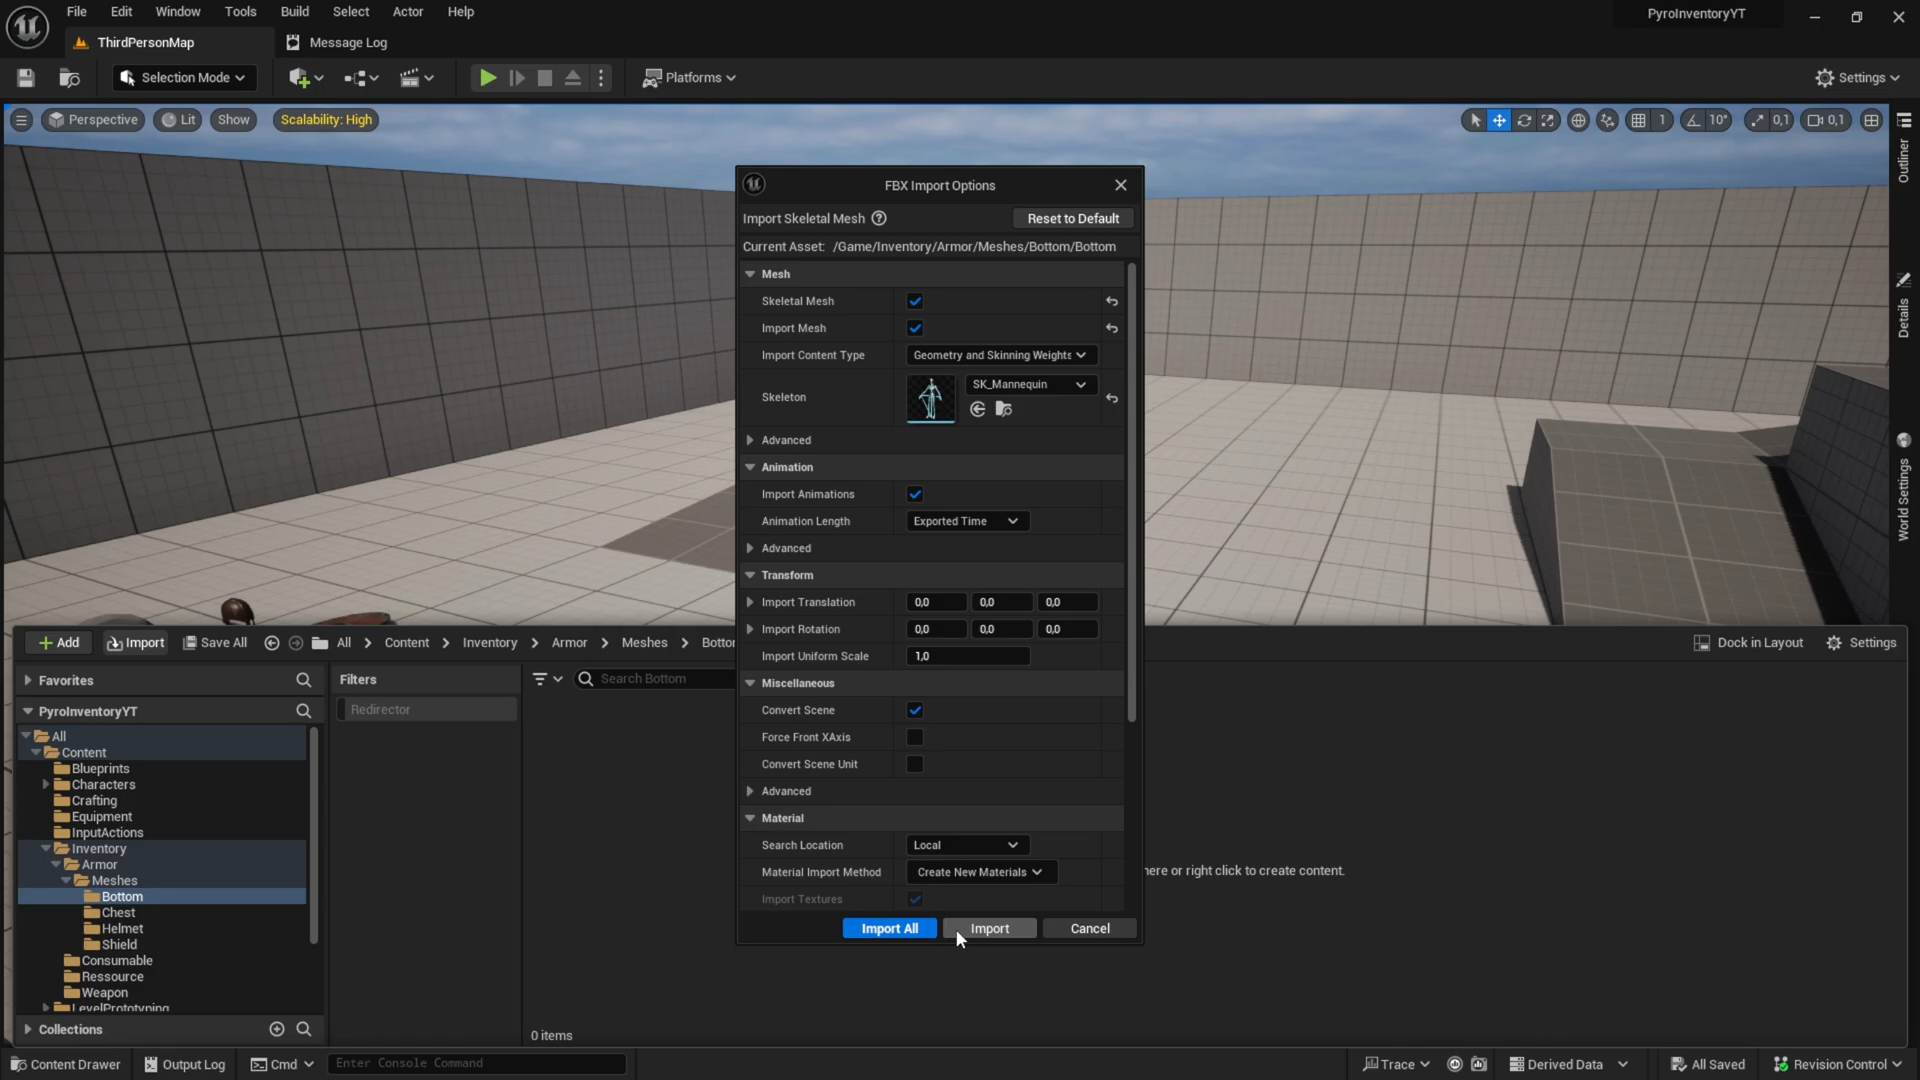 File Edit Window Tools Build Select Actor Help
PyroInventoryYT
ThirdPersonMap
Message Log
Selection Mode
Platforms
Settings
Perspective Lit Show Scalability: High
1 10° 0,1 0,1
Outliner
Details
World Settings
FBX Import Options
Import Skeletal Mesh
Reset to Default
Current Asset: /Game/Inventory/Armor/Meshes/Bottom/Bottom
Mesh
Skeletal Mesh
Import Mesh
Import Content Type Geometry and Skinning Weights
Skeleton SK_Mannequin
Advanced
Animation
Import Animations
Animation Length Exported Time
Advanced
Transform
Import Translation 0,0 0,0 0,0
Import Rotation 0,0 0,0 0,0
Import Uniform Scale 1,0
Miscellaneous
Convert Scene
Force Front XAxis
Convert Scene Unit
Advanced
Material
Search Location Local
Material Import Method Create New Materials
Import Textures
Import All Import Cancel
Add Import Save All All Content Inventory Armor Meshes Bottom
Dock in Layout Settings
Favorites
Filters
Search Bottom
PyroInventoryYT
Redirector
All
Content
Blueprints
Characters
Crafting
Equipment
InputActions
Inventory
Armor
Meshes
Bottom
Chest
Helmet
Shield
Consumable
Ressource
Weapon
LevelPrototyping
here or right click to create content.
Collections
0 items
Content Drawer Output Log Cmd Enter Console Command
Trace Derived Data All Saved Revision Control